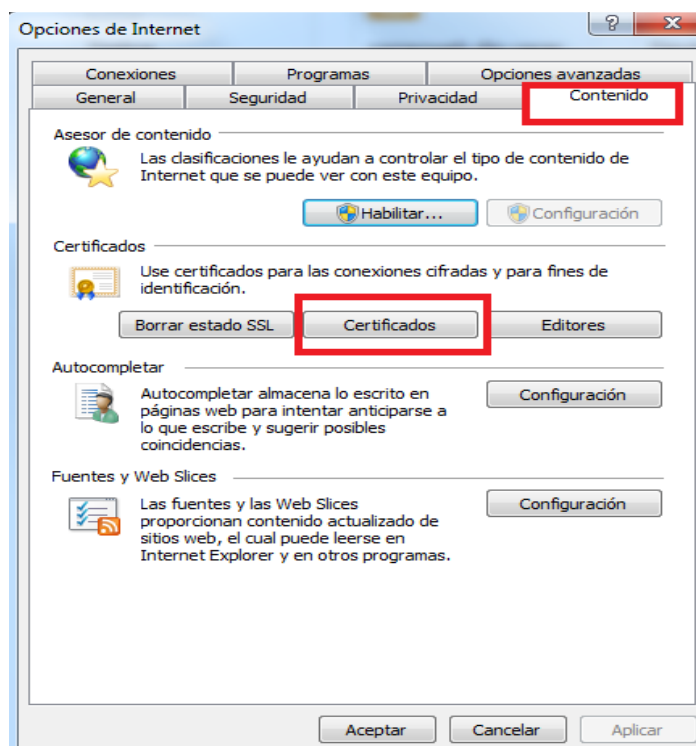 Opciones de Internet
?
Conexiones Programas Opciones avanzadas
General Seguridad Privacidad Contenido
Asesor de contenido
Las clasificaciones le ayudan a controlar el tipo de contenido de
Internet que se puede ver con este equipo.
Habilitar... Configuración
Certificados
Use certificados para las conexiones cifradas y para fines de
identificación.
Borrar estado SSL Certificados Editores
Autocompletar
Autocompletar almacena lo escrito en
páginas web para intentar anticiparse a
lo que escribe y sugerir posibles
coincidencias.
Configuración
Fuentes y Web Slices
Las fuentes y las Web Slices
proporcionan contenido actualizado de
sitios web, el cual puede leerse en
Internet Explorer y en otros programas.
Configuración
Aceptar Cancelar Aplicar